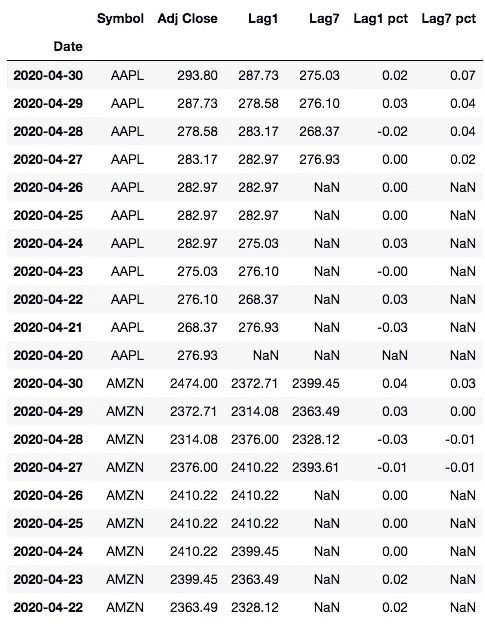 Symbol Adj Close Lag1 Lag7 Lag1 pct Lag7 pct
Date
2020-04-30 AAPL 293.80 287.73 275.03 0.02 0.07
2020-04-29 AAPL 287.73 278.58 276.10 0.03 0.04
2020-04-28 AAPL 278.58 283.17 268.37 -0.02 0.04
2020-04-27 AAPL 283.17 282.97 276.93 0.00 0.02
2020-04-26 AAPL 282.97 282.97 NaN 0.00 NaN
2020-04-25 AAPL 282.97 282.97 NaN 0.00 NaN
2020-04-24 AAPL 282.97 275.03 NaN 0.03 NaN
2020-04-23 AAPL 275.03 276.10 NaN -0.00 NaN
2020-04-22 AAPL 276.10 268.37 NaN 0.03 NaN
2020-04-21 AAPL 268.37 276.93 NaN -0.03 NaN
2020-04-20 AAPL 276.93 NaN NaN NaN NaN
2020-04-30 AMZN 2474.00 2372.71 2399.45 0.04 0.03
2020-04-29 AMZN 2372.71 2314.08 2363.49 0.03 0.00
2020-04-28 AMZN 2314.08 2376.00 2328.12 -0.03 -0.01
2020-04-27 AMZN 2376.00 2410.22 2393.61 -0.01 -0.01
2020-04-26 AMZN 2410.22 2410.22 NaN 0.00 NaN
2020-04-25 AMZN 2410.22 2410.22 NaN 0.00 NaN
2020-04-24 AMZN 2410.22 2399.45 NaN 0.00 NaN
2020-04-23 AMZN 2399.45 2363.49 NaN 0.02 NaN
2020-04-22 AMZN 2363.49 2328.12 NaN 0.02 NaN